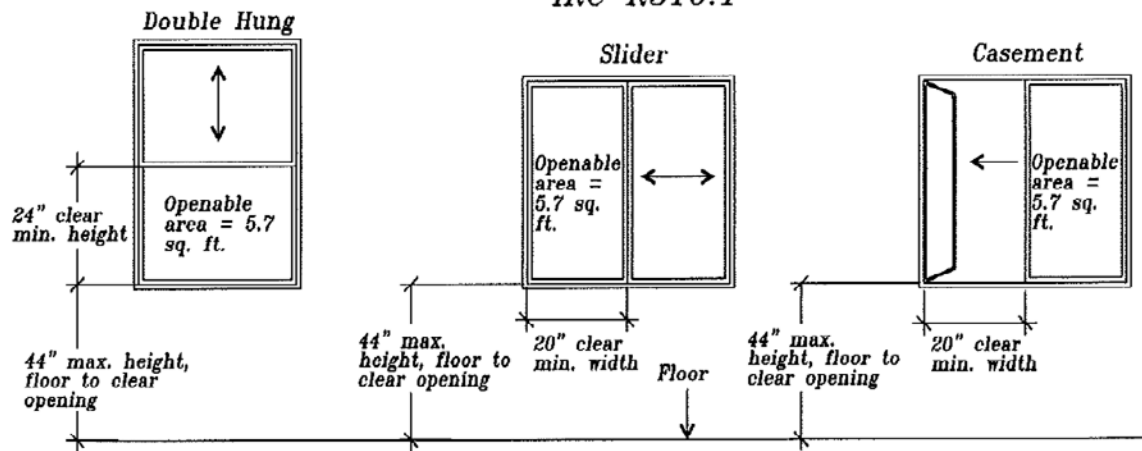 Double Hung
Slider
Casement
Openable
area = 5.7
sq. ft.
24" clear
min. height
44" max. height,
floor to clear
opening
Openable
area =
5.7 sq.
ft.
44" max.
height, floor to
clear opening
20" clear
min. width
Floor
Openable
area =
5.7 sq.
ft.
44" max.
height, floor to
clear opening
20" clear
min. width